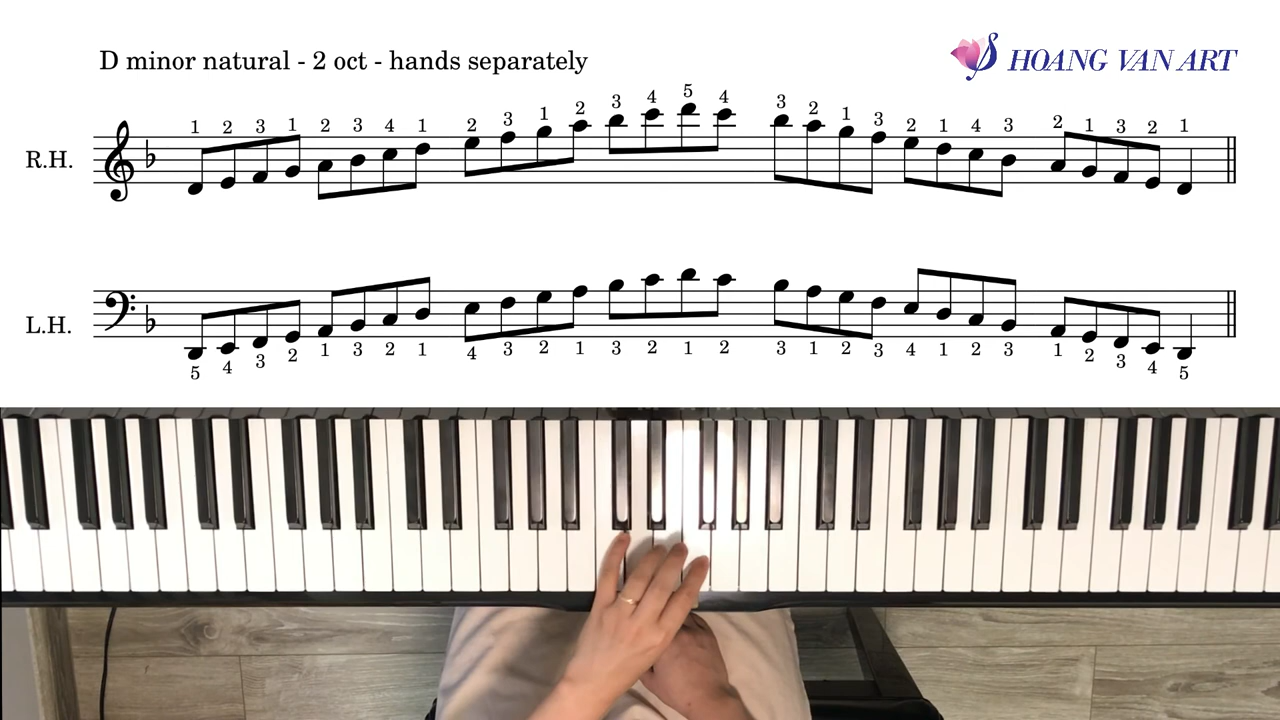 D minor natural - 2 oct - hands separately
HOANG VAN ART
1 2 3 1 2 3 4 1 2 3 1 2 3 4 5 4 3 2 1 3 2 1 4 3 2 1 3 2 1
R.H.
L.H.
5 4 3 2 1 3 2 1 4 3 2 1 3 2 1 2 3 1 2 3 4 1 2 3 1 2 3 4 5